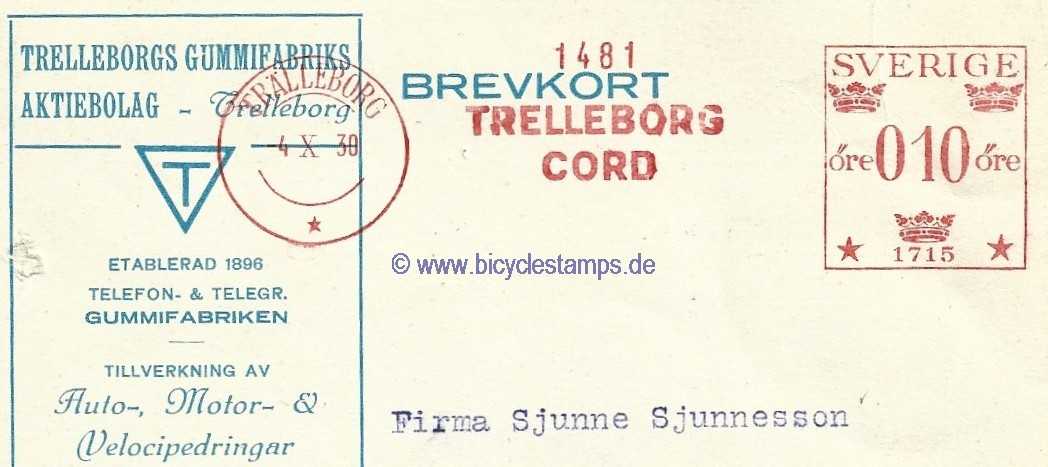 TRELLEBORGS GUMMIFABRIKS
AKTIEBOLAG - Trelleborg.
T
ETABLERAD 1896
TELEFON- & TELEGR.
GUMMIFABRIKEN
TILLVERKNING AV
Auto-, Motor- &
Velocipedringar
TRÄLLEBORG
4 X 30
1481
BREVKORT
TRELLEBORG
CORD
SVERIGE
öre 010 öre
1715
© www.bicyclestamps.de
Firma Sjunne Sjunnesson